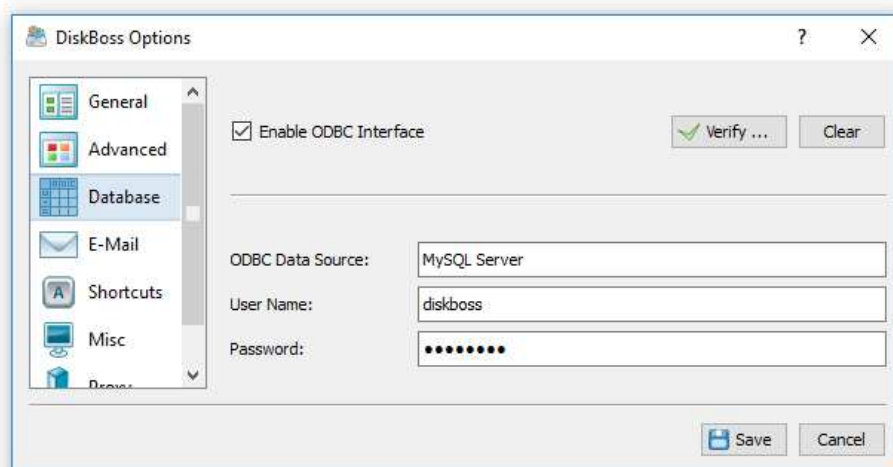 DiskBoss Options
?
General
Advanced
Database
E-Mail
Shortcuts
Misc
Proxy
Enable ODBC Interface
Verify ...
Clear
ODBC Data Source:
MySQL Server
User Name:
diskboss
Password:
••••••••
Save
Cancel